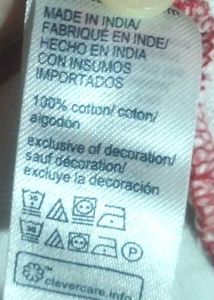 MADE IN INDIA/
FABRIQUÉ EN INDE/
HECHO EN INDIA
CON INSUMOS
IMPORTADOS
100% cotton/ coton/
algodón
exclusive of decoration/
sauf décoration/
excluye la decoración
P
clevercare.info